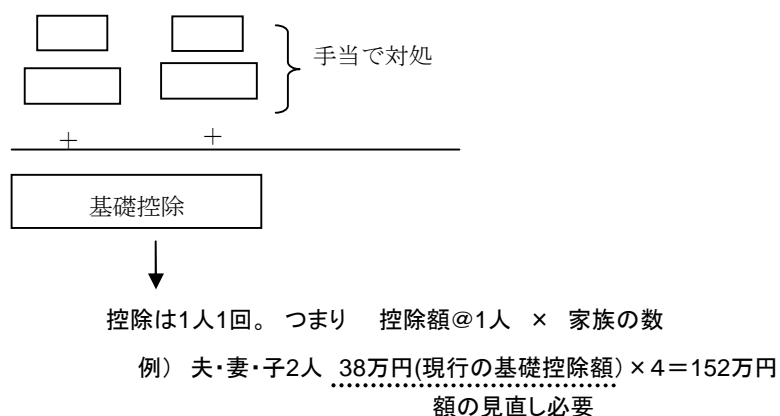 手当で対処
＋ ＋
基礎控除
控除は1人1回。 つまり 控除額@1人 × 家族の数
例） 夫・妻・子2人 38万円(現行の基礎控除額)×4＝152万円
額の見直し必要